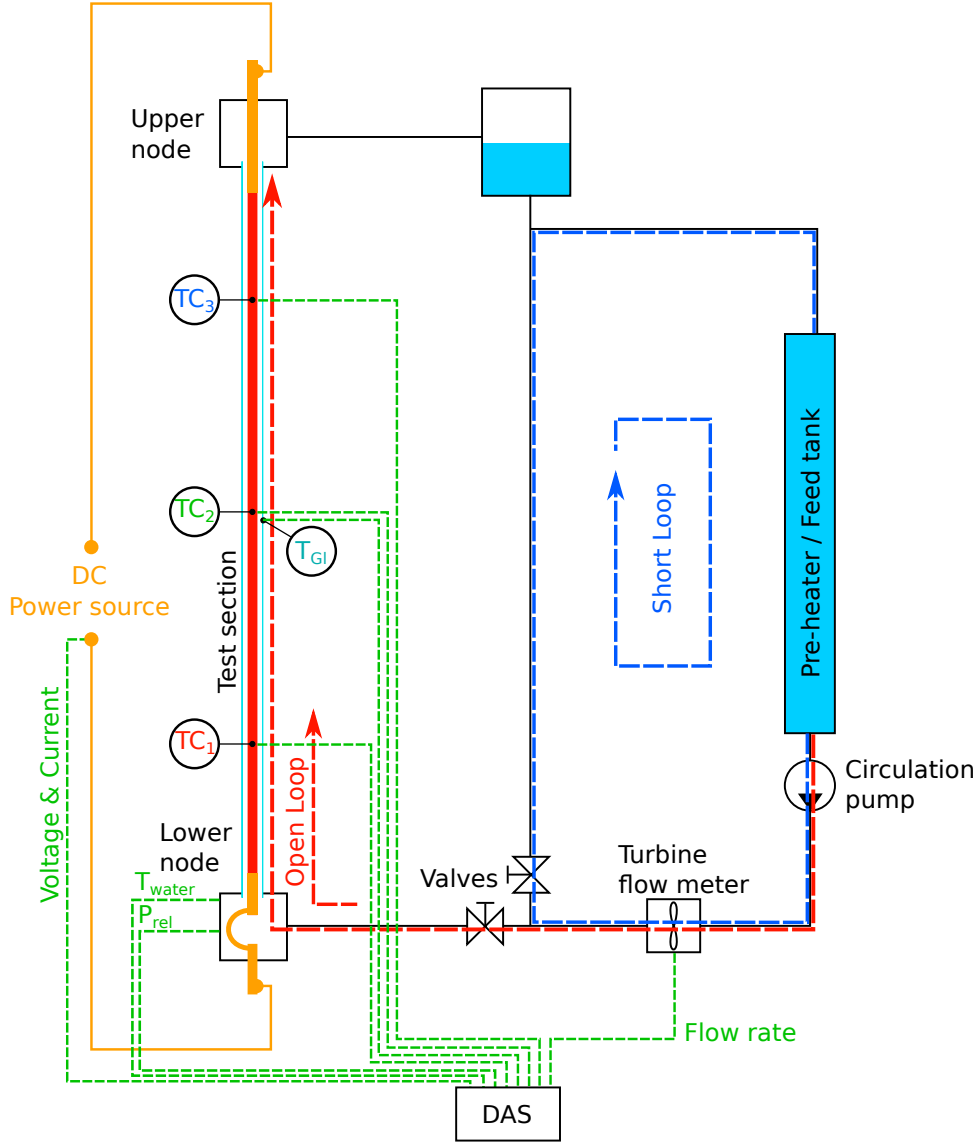 Upper
node
TC3
TC2
TGl
DC
Power source
Test section
Short Loop
Pre-heater / Feed tank
TC1
Voltage & Current
Open Loop
Circulation
pump
Lower
node
Turbine
flow meter
Valves
Twater
Prel
Flow rate
DAS